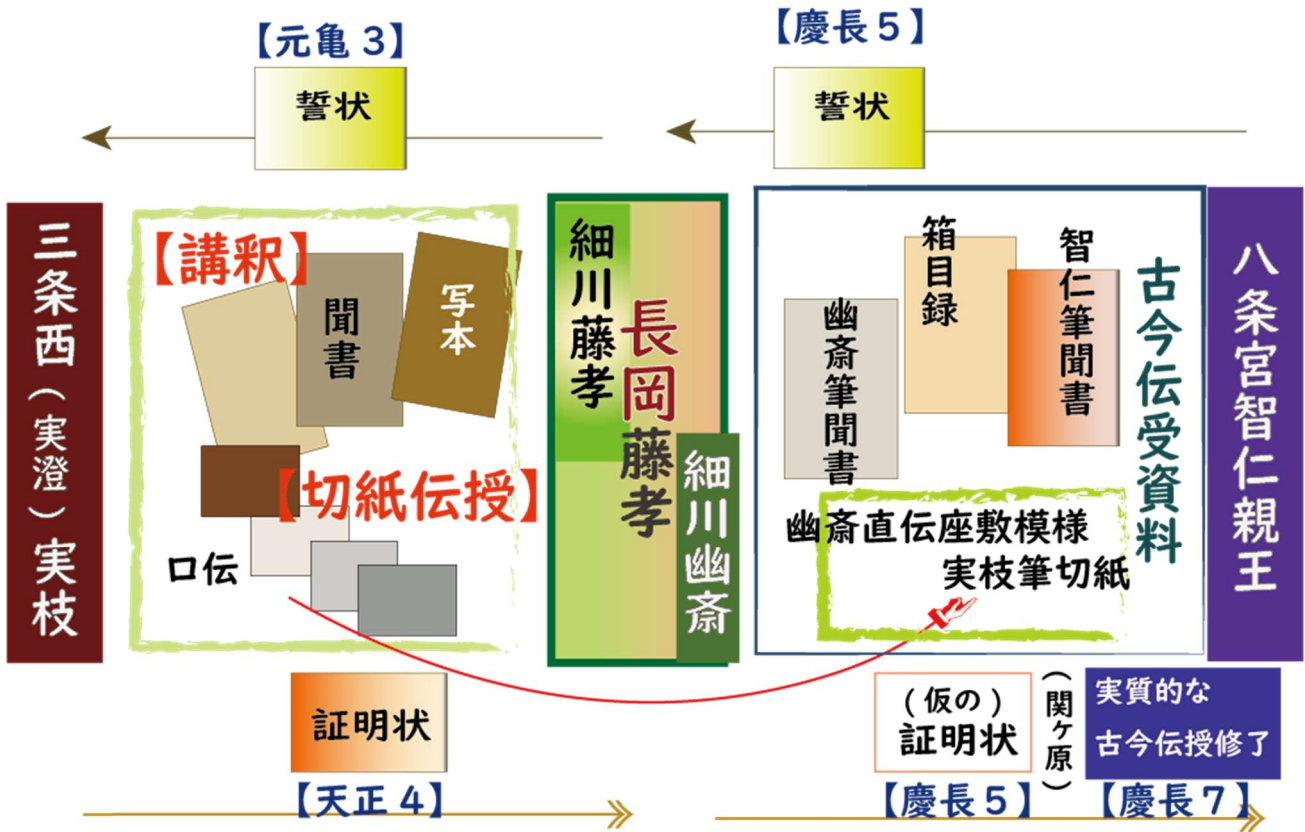 【元亀3】
誓状
【慶長5】
誓状
三条西(実澄)実枝
【講釈】
聞書
写本
【切紙伝授】
口伝
細川藤孝
長岡藤孝
細川幽斎
幽斎筆聞書
箱目録
智仁筆聞書
古今伝受資料
幽斎直伝座敷模様
実枝筆切紙
八条宮智仁親王
証明状
【天正4】
(仮の)
証明状
【慶長5】
(関ヶ原)
実質的な
古今伝授修了
【慶長7】